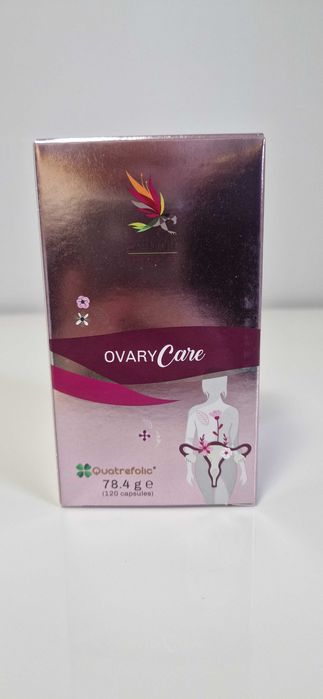 OVARY Care
Quatrefolic®
78.4 g ℮
(120 capsules)